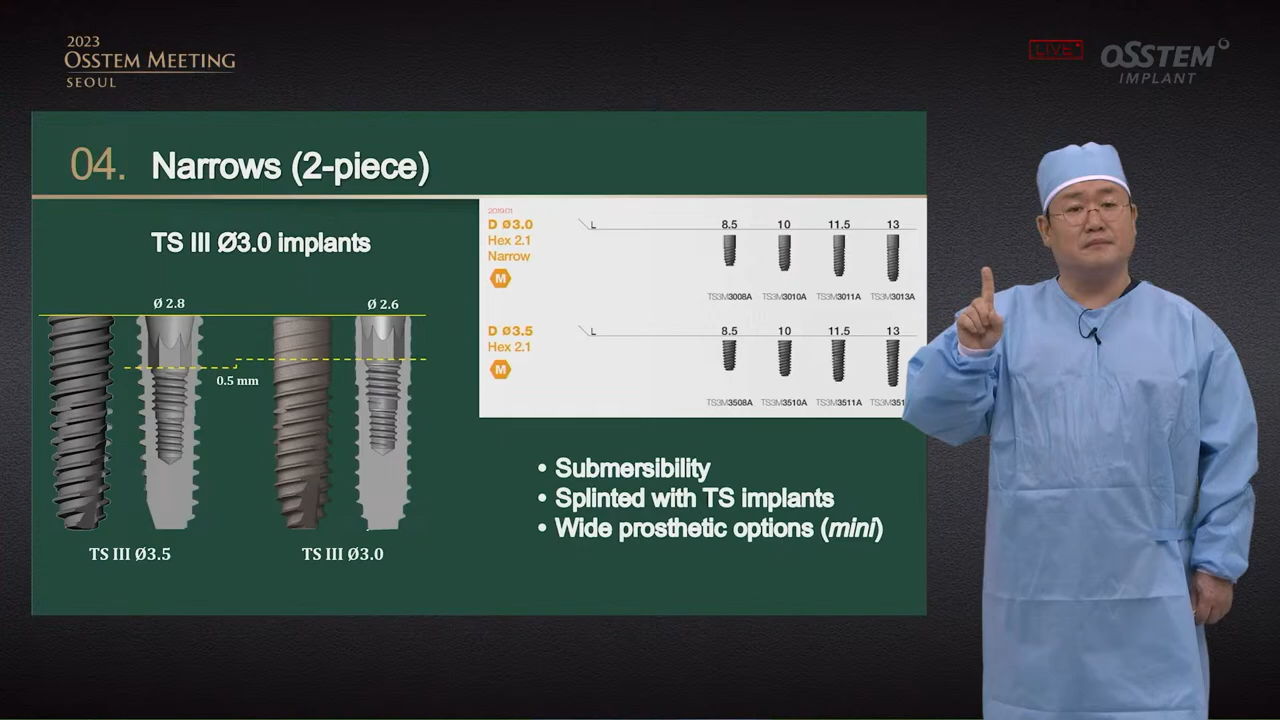 2023
OSSTEM MEETING
SEOUL
LIVE
OSSTEM
IMPLANT
04. Narrows (2-piece)
TS III Ø3.0 implants
Ø 2.8
Ø 2.6
0.5 mm
TS III Ø3.5
TS III Ø3.0
2019.01
D Ø3.0
Hex 2.1
Narrow
M
L 8.5 10 11.5 13
TS3M3008A TS3M3010A TS3M3011A TS3M3013A
D Ø3.5
Hex 2.1
M
L 8.5 10 11.5 13
TS3M3508A TS3M3510A TS3M3511A TS3M351
• Submersibility
• Splinted with TS implants
• Wide prosthetic options (mini)